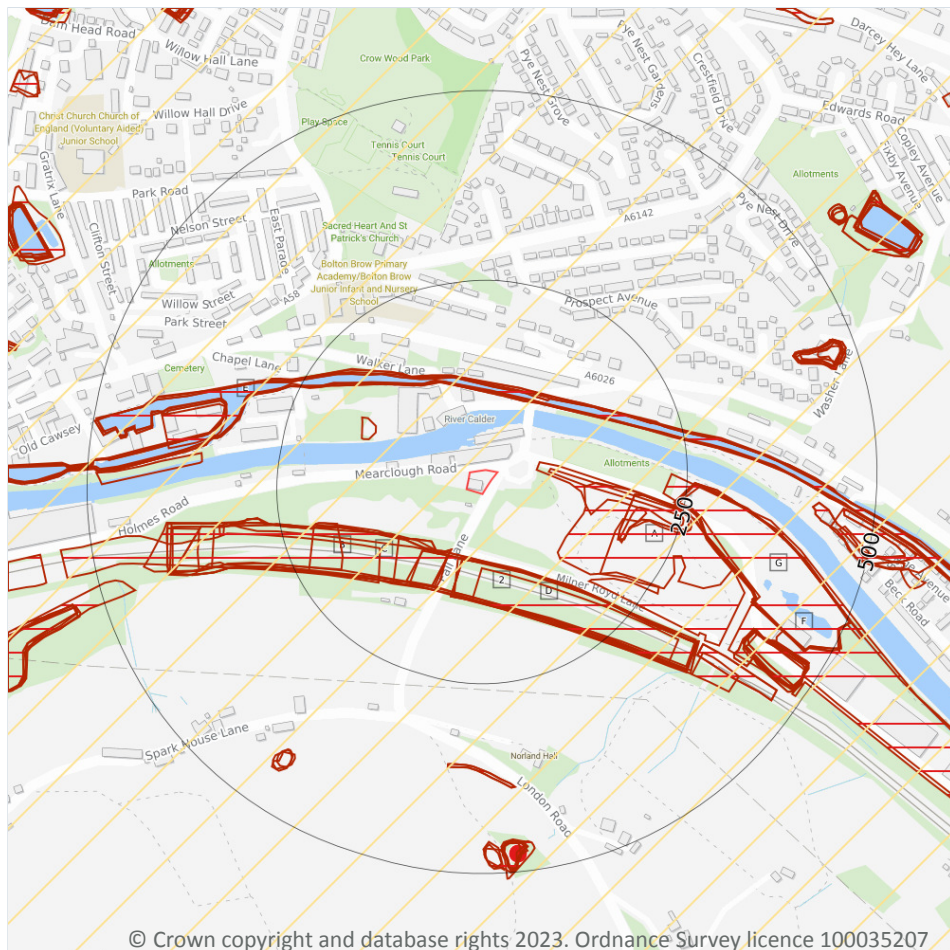 Burn Head Road
Willow Hall Lane
Crow Wood Park
Pye Nest Gardens
Pye Nest Grove
Crestfield Drive
Darcey Hey Lane
Edwards Road
Copley Avenue
Fixby Avenue
Christ Church Church of
England (Voluntary Aided)
Junior School
Willow Hall Drive
Play Space
Tennis Court
Tennis Court
Allotments
Gratrix Lane
Park Road
Nelson Street
Clifton Street
East Parade
Sacred Heart And St
Patrick's Church
A6142
Pye Nest Drive
Allotments
Bolton Brow Primary
Academy/Bolton Brow
Junior Infant and Nursery
School
Willow Street
A58
Park Street
Prospect Avenue
Chapel Lane
Walker Lane
Cemetery
A6026
Washer Lane
E
Old Cawsey
River Calder
Mearclough Road
Allotments
Holmes Road
250
500
A
B
C
G
2
D
Milner Royd Lane
F
Beck Road
Spark House Lane
Norland Hall
London Road
© Crown copyright and database rights 2023. Ordnance Survey licence 100035207